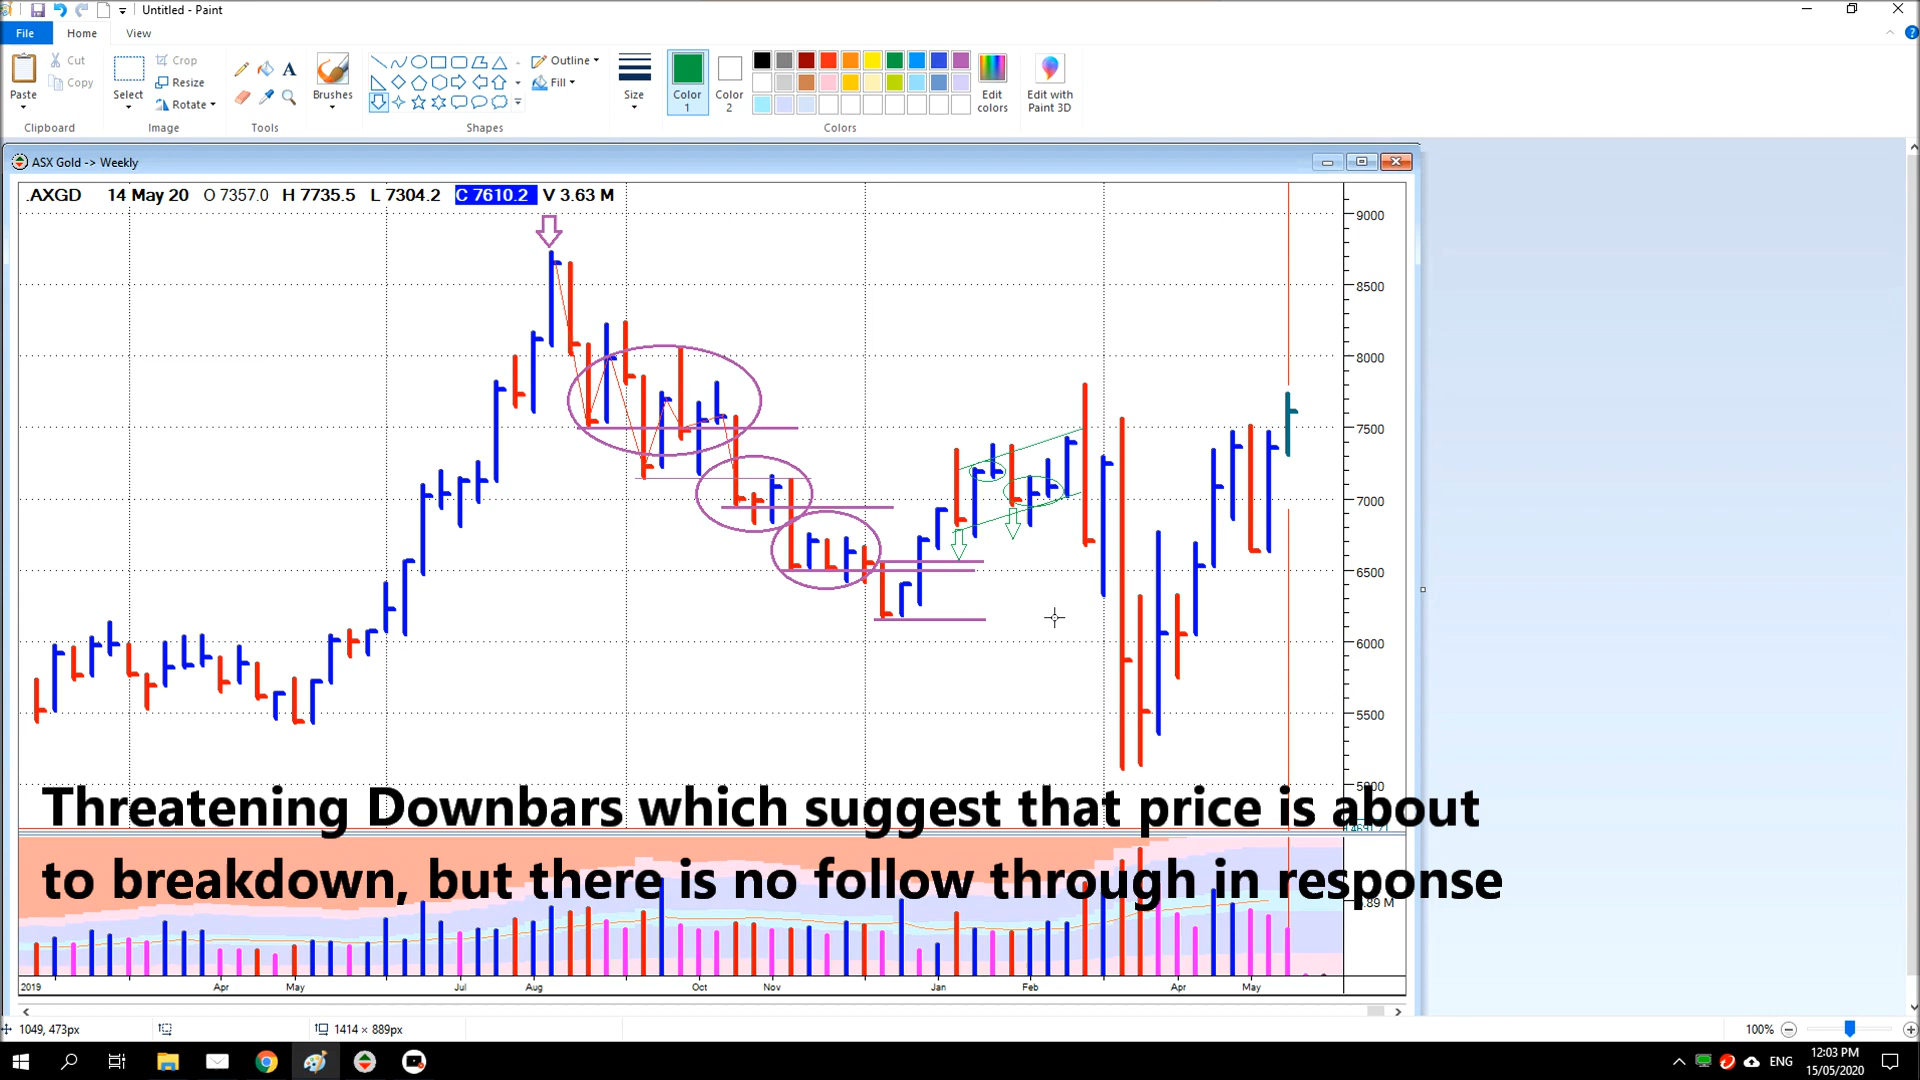 Untitled - Paint
File Home View
Paste
Cut
Copy
Clipboard
Select
Crop
Resize
Rotate
Image
Tools
Brushes
Shapes
Outline
Fill
Size
Color 1
Color 2
Colors
Edit colors
Edit with Paint 3D
ASX Gold -> Weekly
.AXGD 14 May 20 O 7357.0 H 7735.5 L 7304.2 C 7610.2 V 3.63 M
9000
8500
8000
7500
7000
6500
6000
5500
5000
Threatening Downbars which suggest that price is about
to breakdown, but there is no follow through in response
.89 M
2019 Apr May Jul Aug Oct Nov Jan Feb Apr May
1049, 473px
1414 × 889px
100%
ENG
12:03 PM
15/05/2020